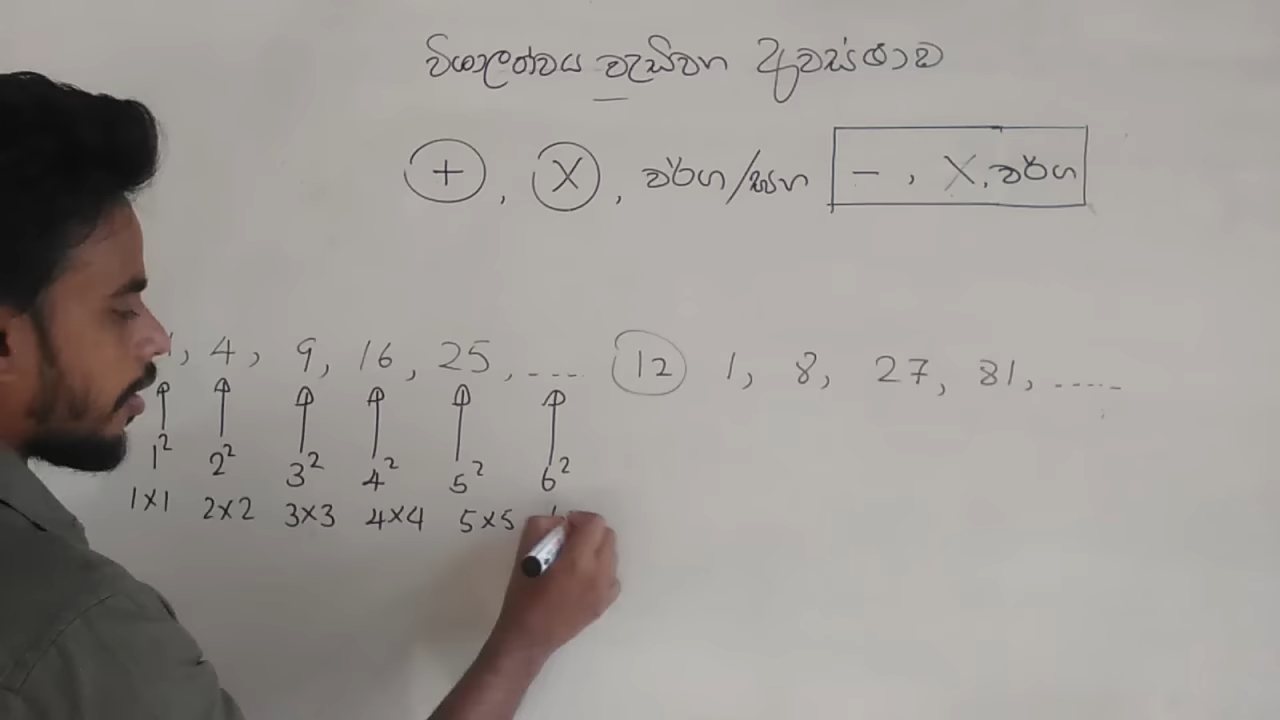 විශාලත්වය වැඩිවන අවස්ථාව
+ , X , වර්ග/ඝන - , X, වර්ග
1, 4, 9, 16, 25, ---- 12 1, 8, 27, 81, -----
1² 2² 3² 4² 5² 6²
1×1 2×2 3×3 4×4 5×5